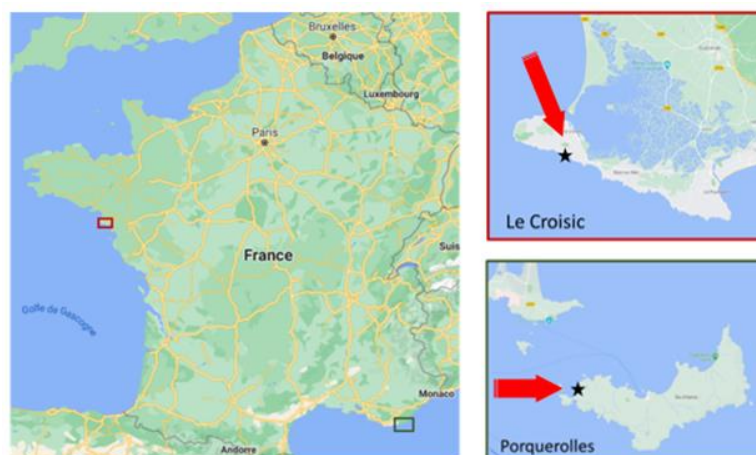 Bruxelles
Belgique
Luxembourg
Paris
France
Suis
Golfe de Gascogne
Monaco
Andorre
Le Croisic
Porquerolles